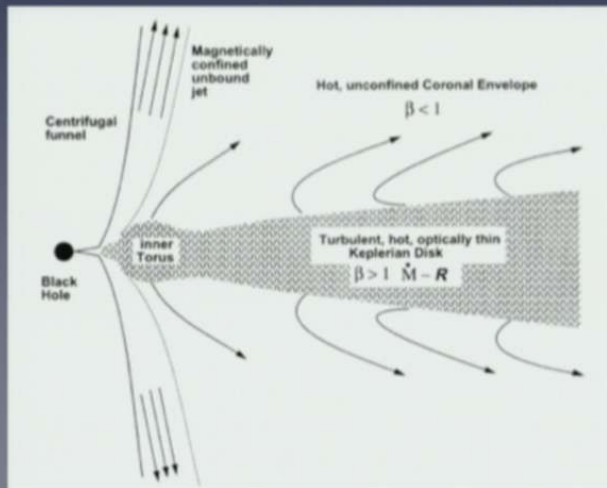 Magnetically
confined
unbound
jet
Hot, unconfined Coronal Envelope
β < 1
Centrifugal
funnel
inner
Torus
Turbulent, hot, optically thin
Keplerian Disk
β > 1 Ṁ ~ R
Black
Hole